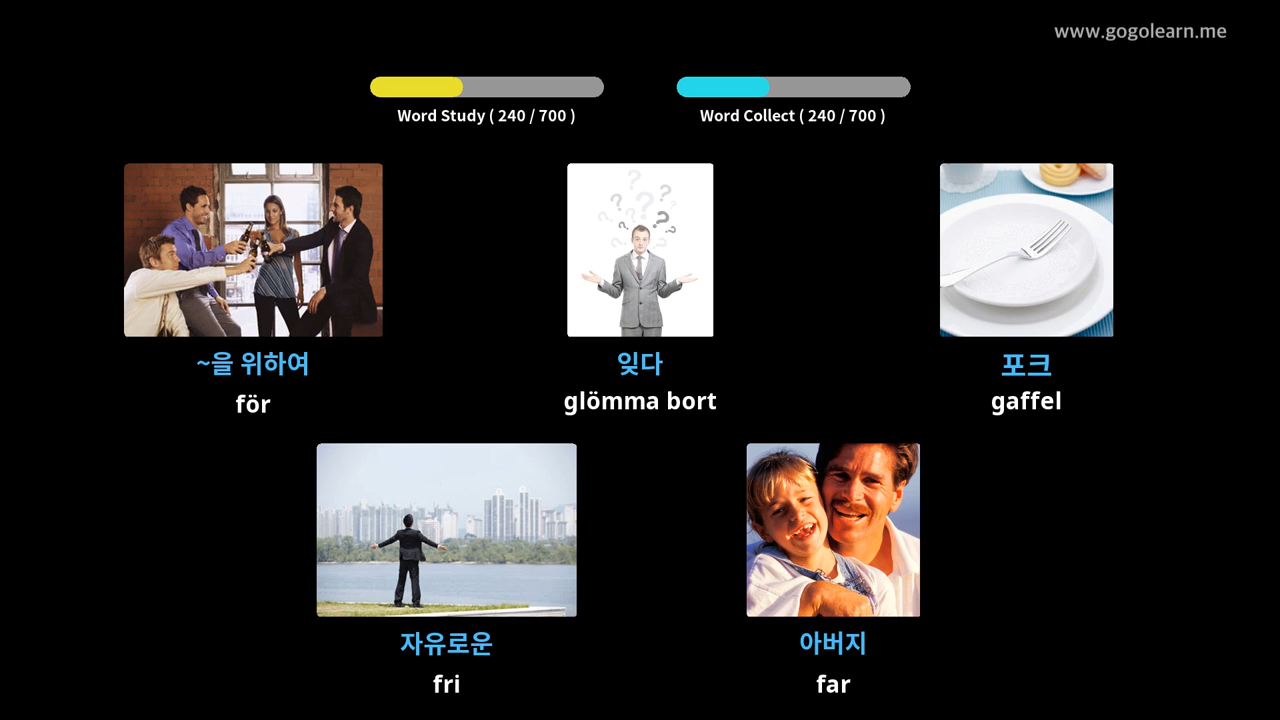 www.gogolearn.me
Word Study ( 240 / 700 )
Word Collect ( 240 / 700 )
~을 위하여
för
잊다
glömma bort
포크
gaffel
자유로운
fri
아버지
far